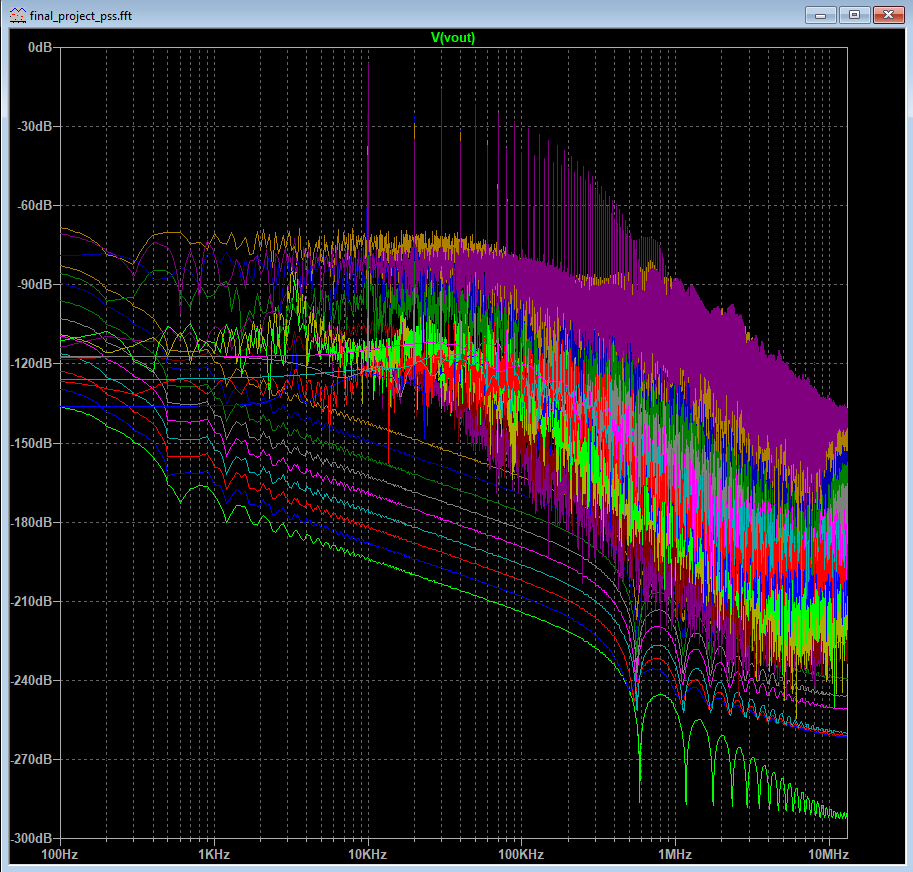 final_project_pss.fft
V(vout)
0dB
-30dB
-60dB
-90dB
-120dB
-150dB
-180dB
-210dB
-240dB
-270dB
-300dB
100Hz 1KHz 10KHz 100KHz 1MHz 10MHz